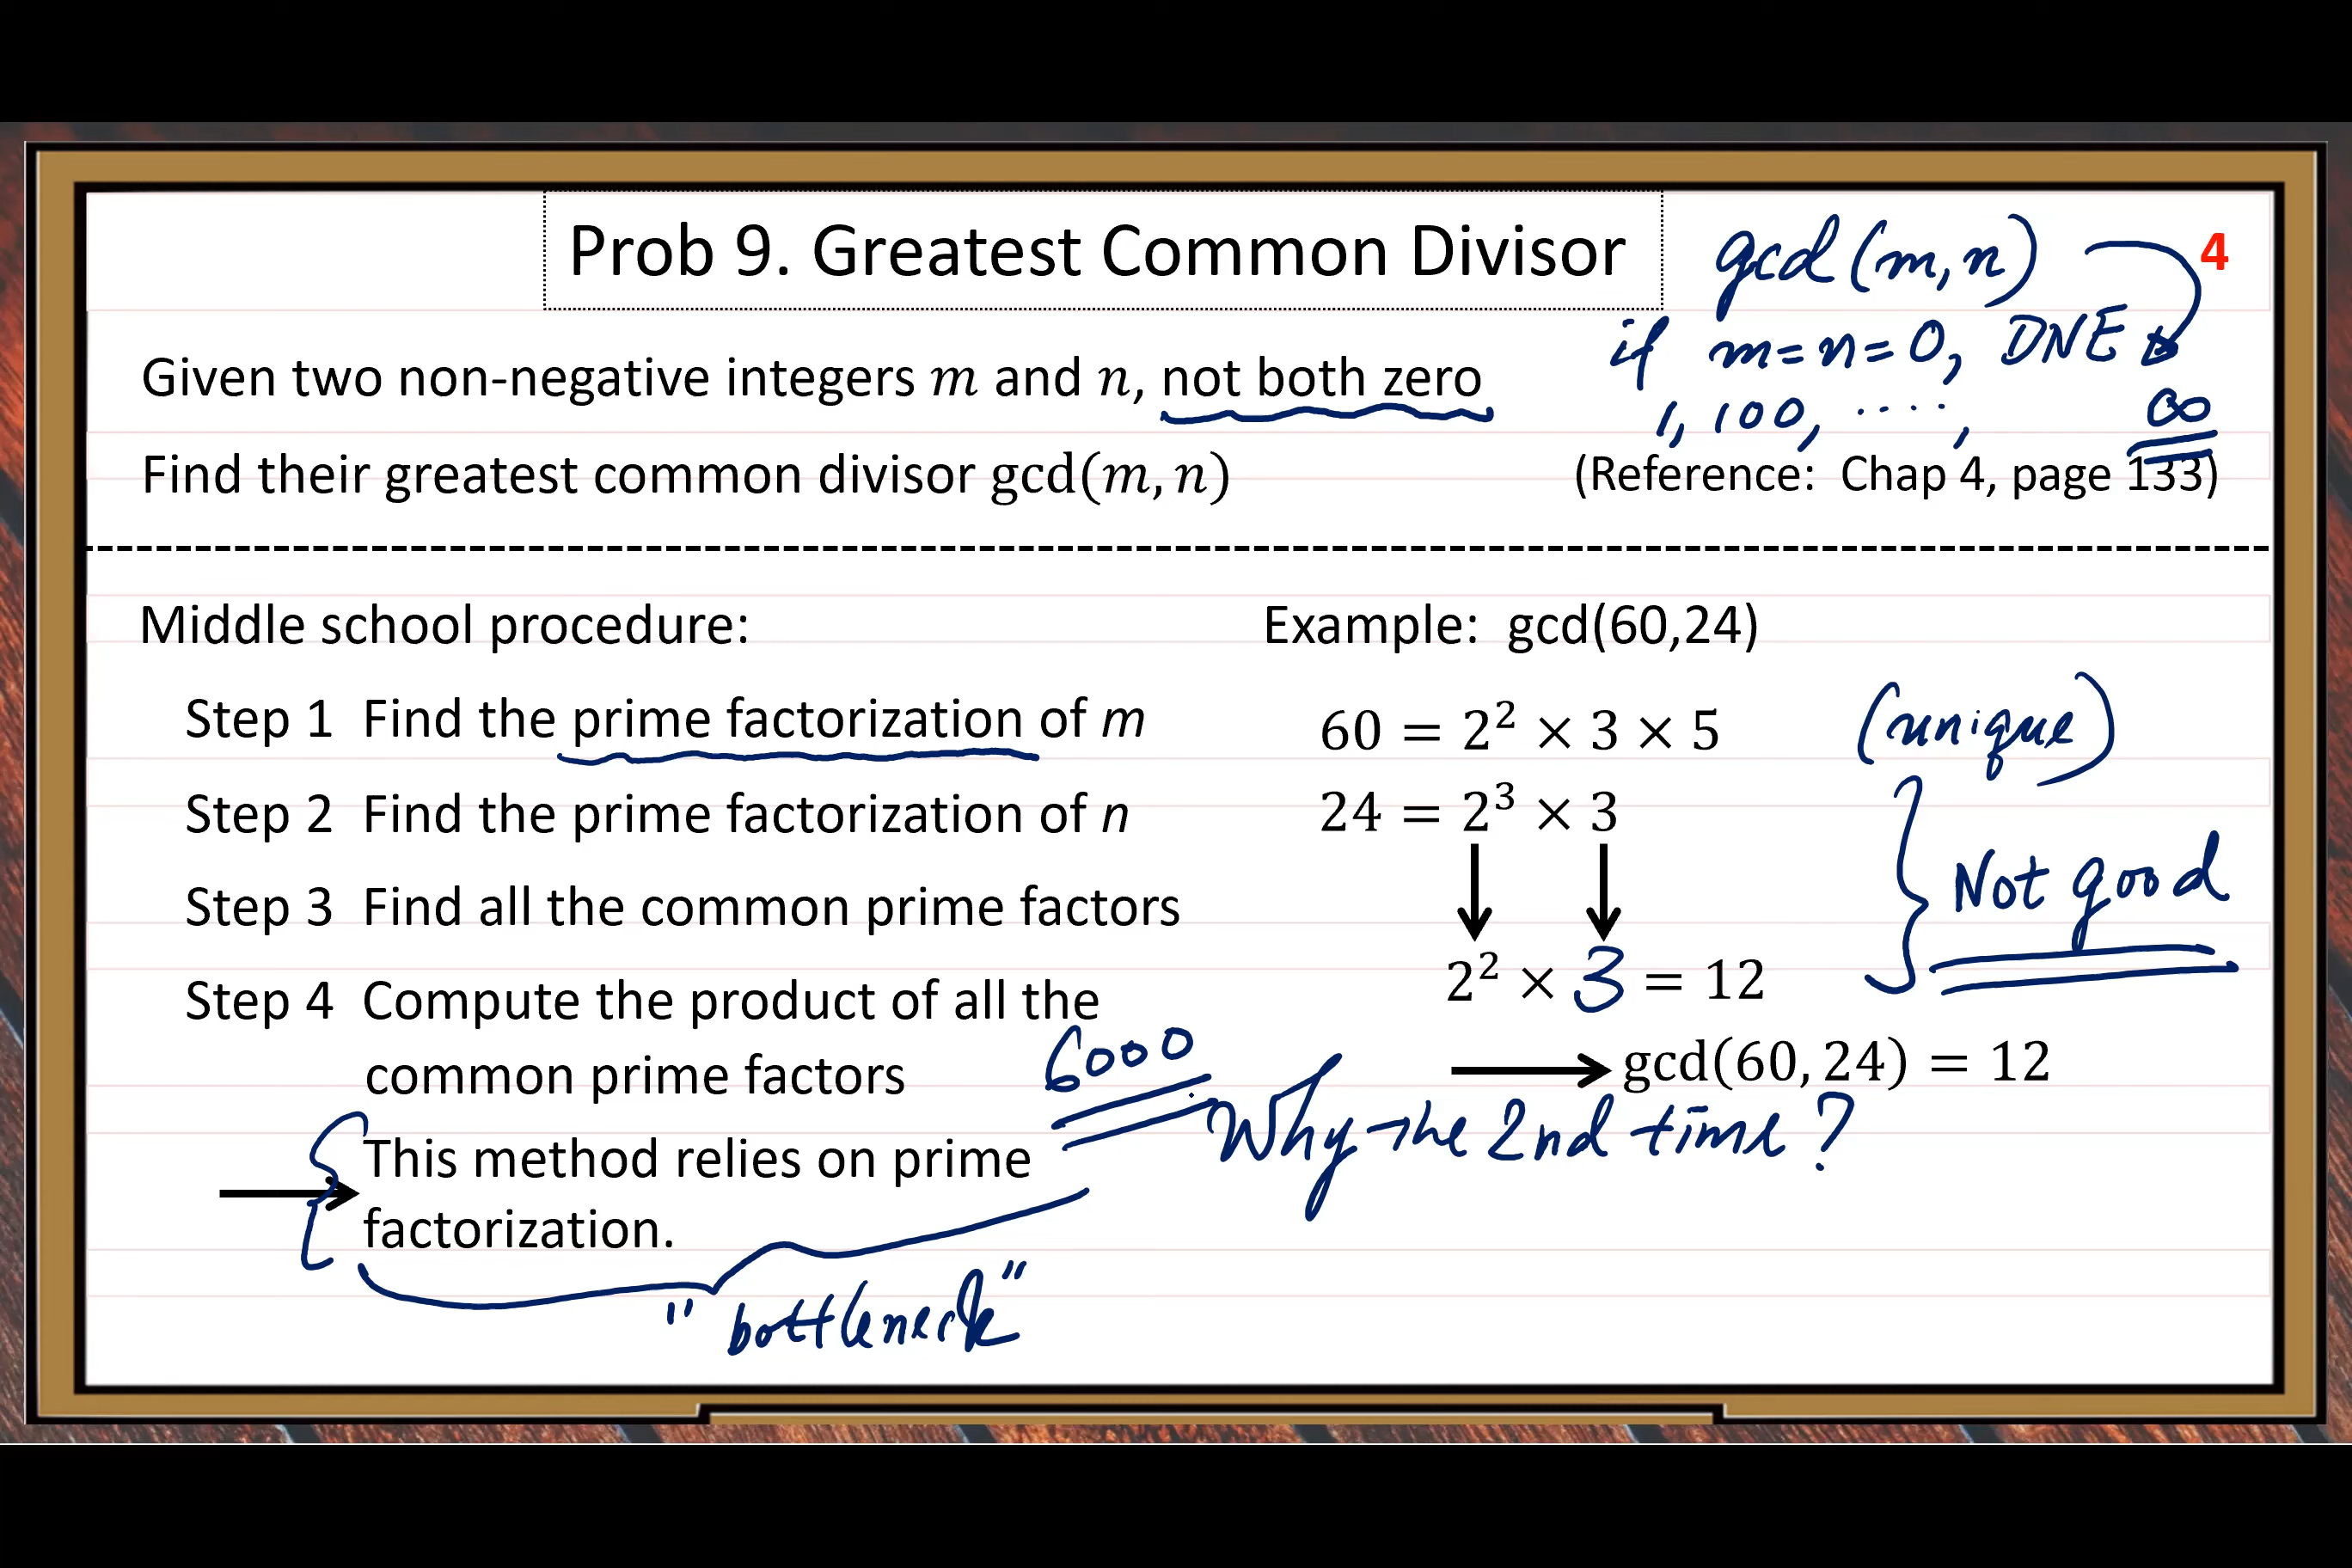 Prob 9. Greatest Common Divisor
gcd(m,n)
4
if m=n=0, DNE
1, 100, ....,
∞
Given two non-negative integers m and n, not both zero
Find their greatest common divisor gcd(m, n)
(Reference: Chap 4, page 133)
Middle school procedure:
Step 1 Find the prime factorization of m
Step 2 Find the prime factorization of n
Step 3 Find all the common prime factors
Step 4 Compute the product of all the
common prime factors
6000
This method relies on prime
factorization.
"bottleneck"
Example: gcd(60,24)
60 = 2² × 3 × 5
(unique)
24 = 2³ × 3
Not good
2² × 3 = 12
gcd(60, 24) = 12
Why the 2nd time?